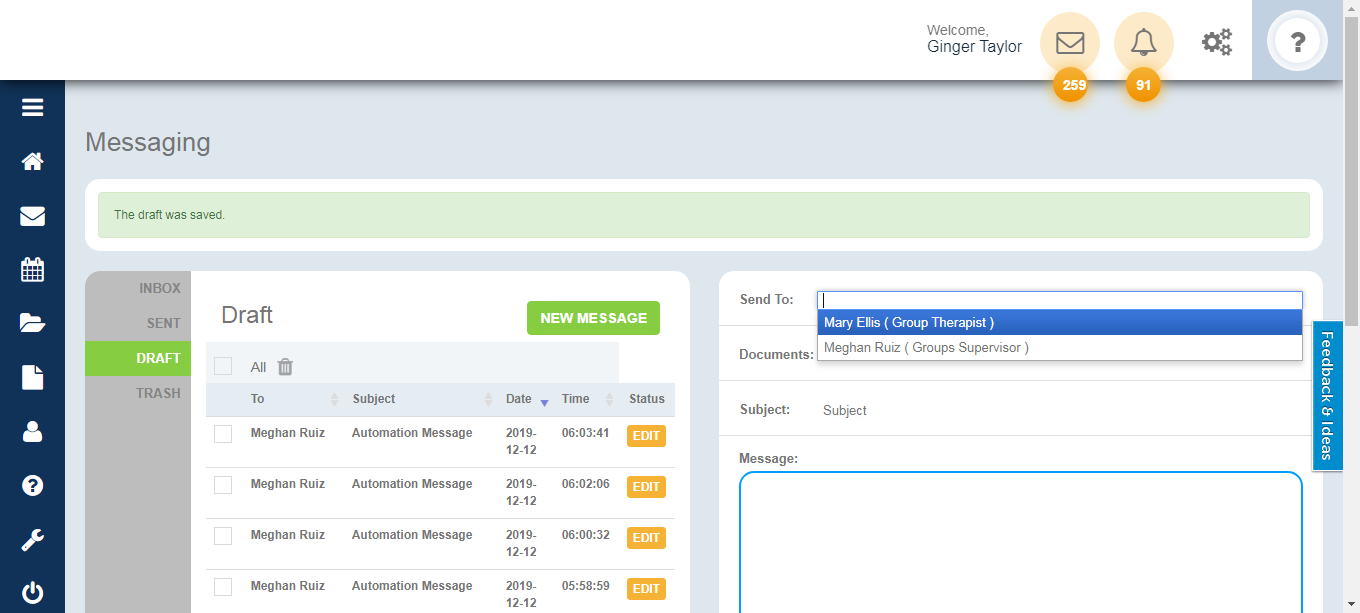 Welcome,
Ginger Taylor
?
259
91
Messaging
The draft was saved.
INBOX
SENT
DRAFT
TRASH
Draft
NEW MESSAGE
All
To Subject Date Time Status
Meghan Ruiz Automation Message 2019-12-12 06:03:41 EDIT
Meghan Ruiz Automation Message 2019-12-12 06:02:06 EDIT
Meghan Ruiz Automation Message 2019-12-12 06:00:32 EDIT
Meghan Ruiz Automation Message 2019-12-12 05:58:59 EDIT
Send To:
Mary Ellis ( Group Therapist )
Meghan Ruiz ( Groups Supervisor )
Documents:
Subject: Subject
Message:
Feedback & Ideas